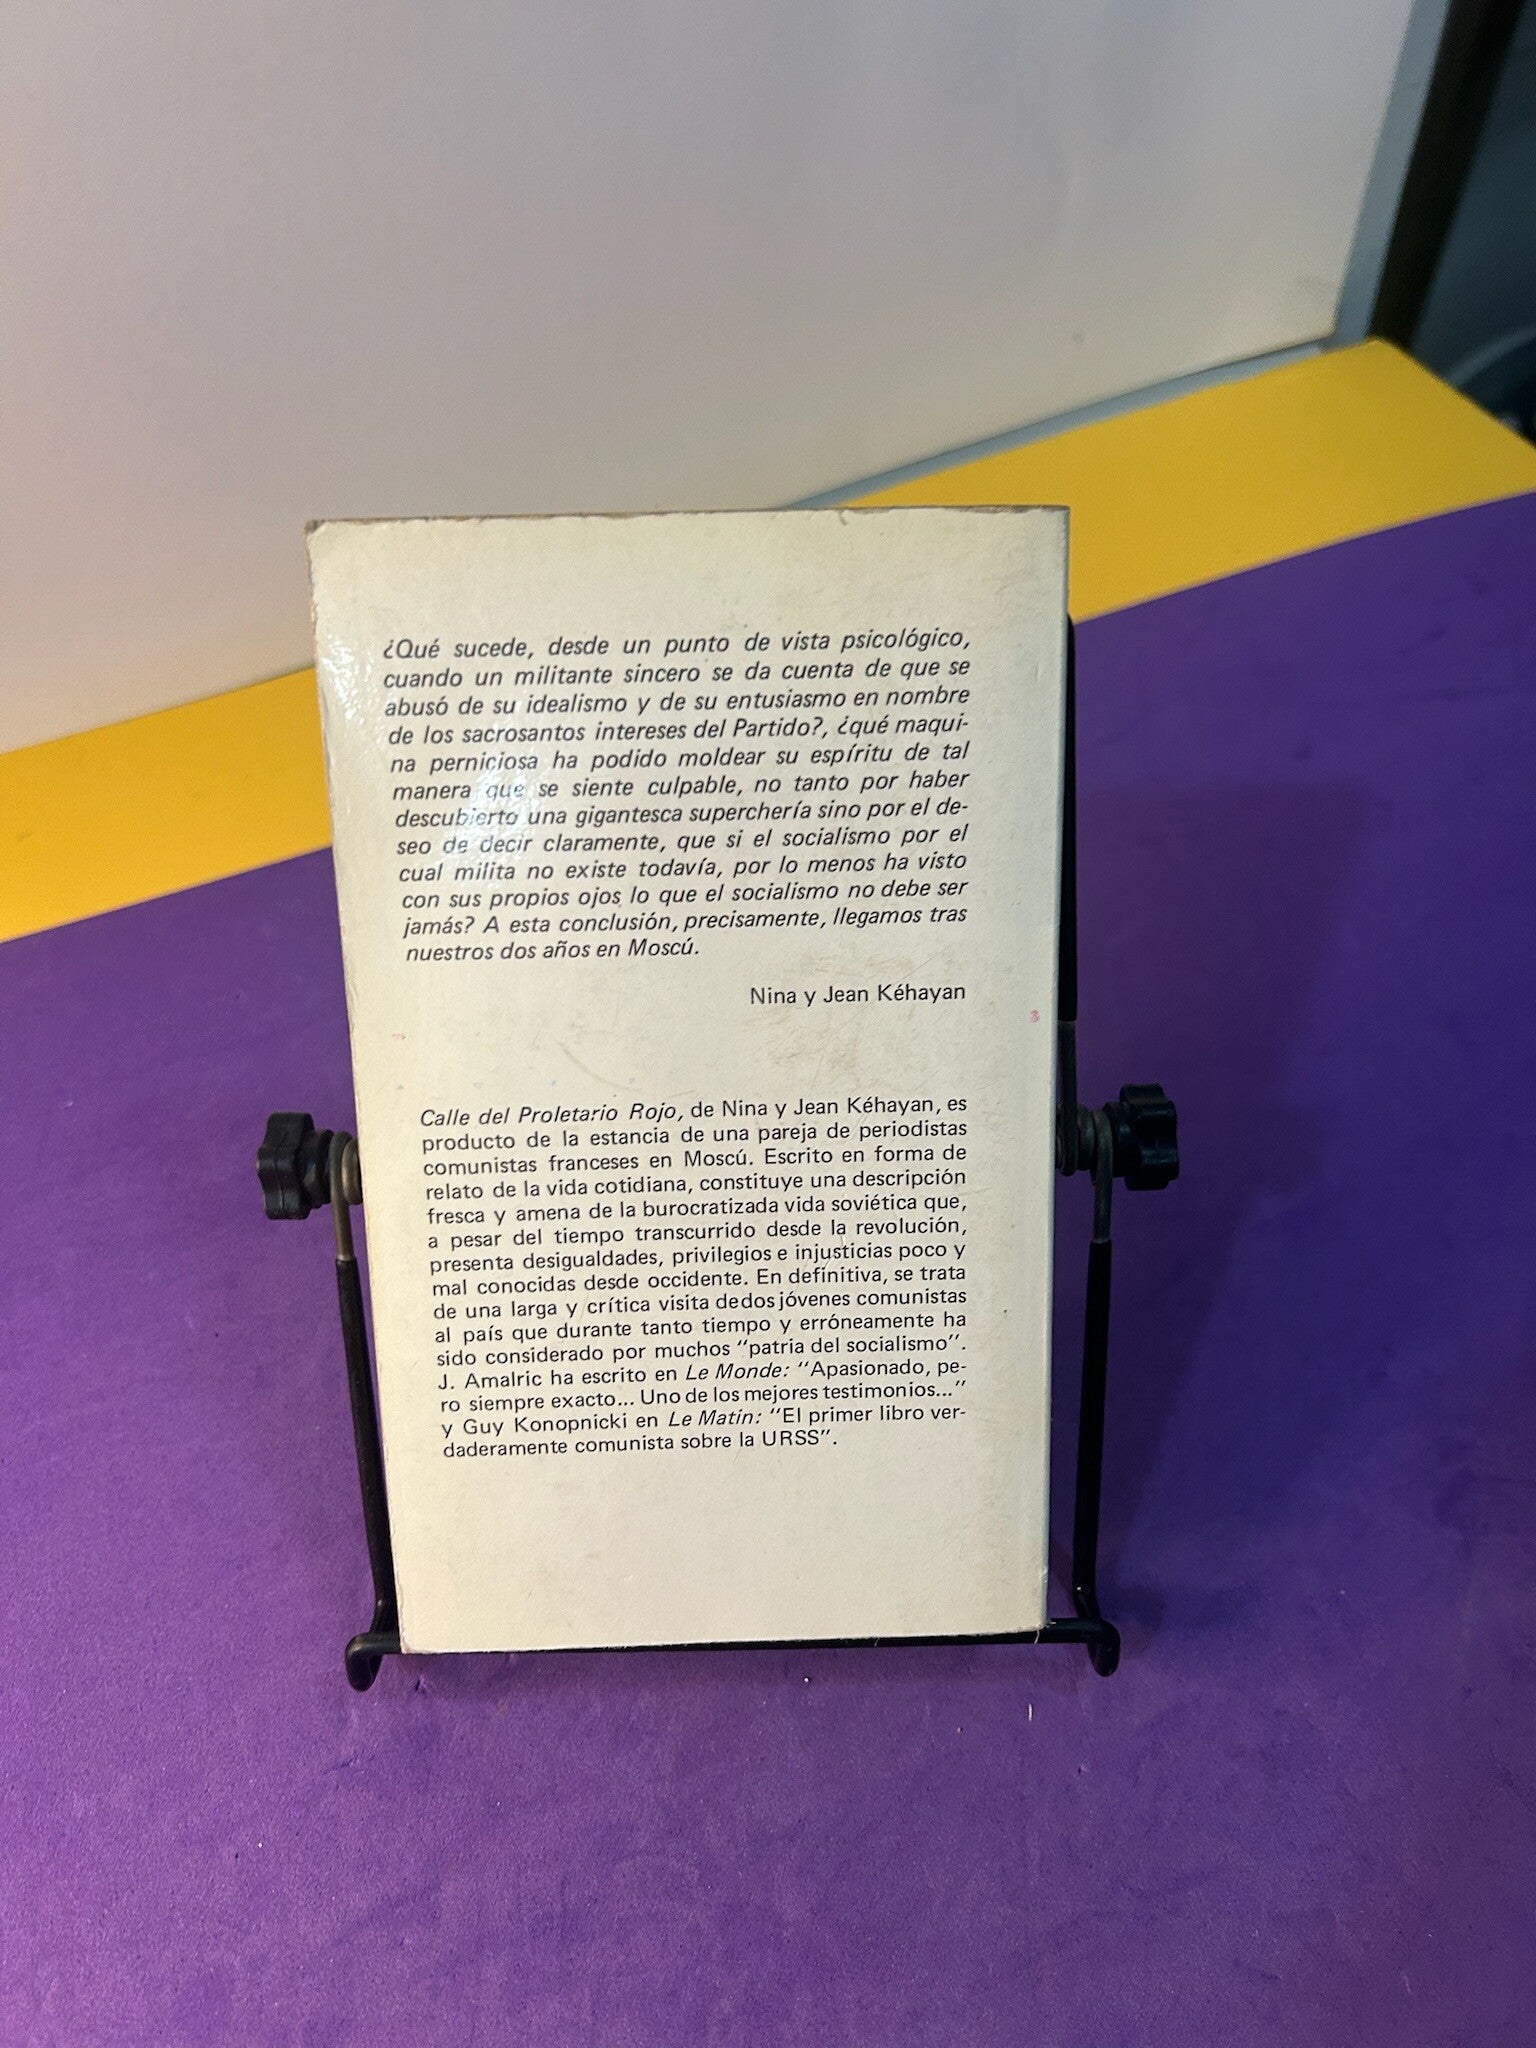 ¿Qué sucede, desde un punto de vista psicológico,
cuando un militante sincero se da cuenta de que se
abusó de su idealismo y de su entusiasmo en nombre
de los sacrosantos intereses del Partido?, ¿qué maqui-
na perniciosa ha podido moldear su espíritu de tal
manera que se siente culpable, no tanto por haber
descubierto una gigantesca superchería sino por el de-
seo de decir claramente, que si el socialismo por el
cual milita no existe todavía, por lo menos ha visto
con sus propios ojos lo que el socialismo no debe ser
jamás? A esta conclusión, precisamente, llegamos tras
nuestros dos años en Moscú.
Nina y Jean Kéhayan
3
Calle del Proletario Rojo, de Nina y Jean Kéhayan, es
producto de la estancia de una pareja de periodistas
comunistas franceses en Moscú. Escrito en forma de
relato de la vida cotidiana, constituye una descripción
fresca y amena de la burocratizada vida soviética que,
a pesar del tiempo transcurrido desde la revolución,
presenta desigualdades, privilegios e injusticias poco y
mal conocidas desde occidente. En definitiva, se trata
de una larga y crítica visita de dos jóvenes comunistas
al país que durante tanto tiempo y erróneamente ha
sido considerado por muchos "patria del socialismo".
J. Amalric ha escrito en Le Monde: "Apasionado, pe-
ro siempre exacto... Uno de los mejores testimonios..."
y Guy Konopnicki en Le Matin: "El primer libro ver-
daderamente comunista sobre la URSS".